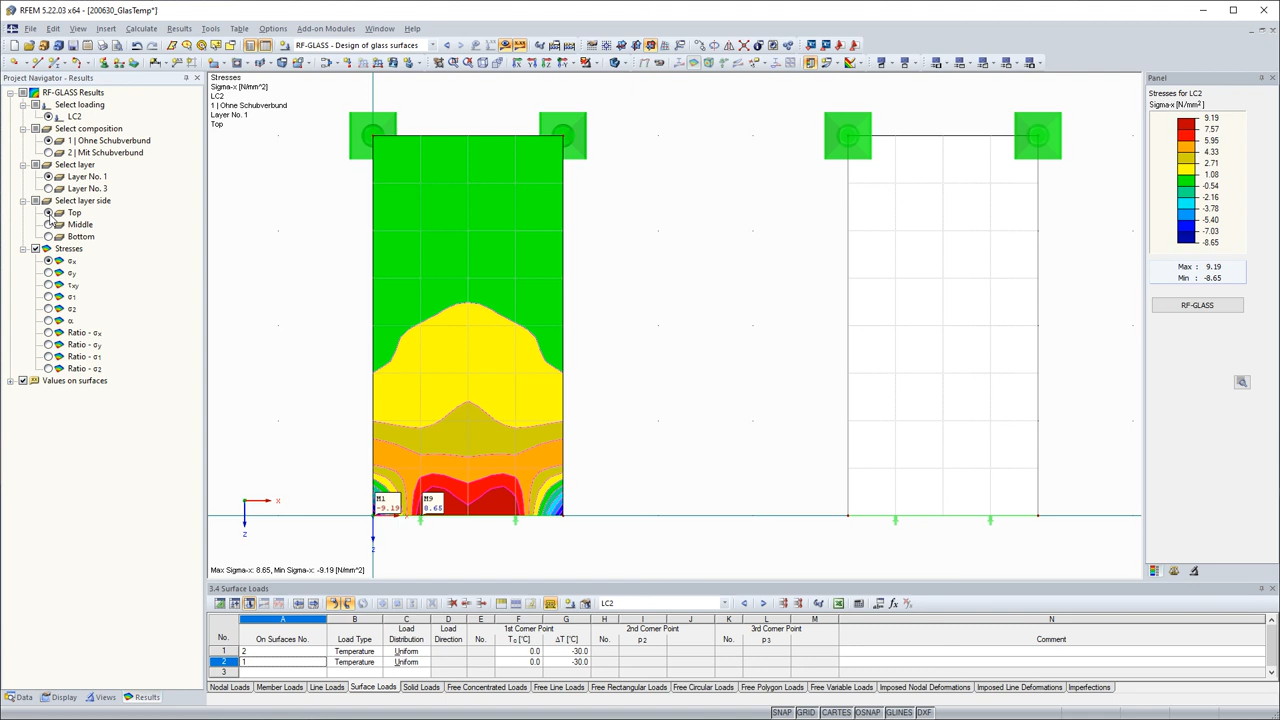 RFEM 5.22.03 x64 - [200630_GlasTemp*]
File Edit View Insert Calculate Results Tools Table Options Add-on Modules Window Help
RF-GLASS - Design of glass surfaces
Project Navigator - Results
RF-GLASS Results
Select loading
LC2
Select composition
1 | Ohne Schubverbund
2 | Mit Schubverbund
Select layer
Layer No. 1
Layer No. 3
Select layer side
Top
Middle
Bottom
Stresses
σx
σy
τxy
σ1
σ2
α
Ratio - σx
Ratio - σy
Ratio - σ1
Ratio - σ2
Values on surfaces
Data Display Views Results
Stresses
Sigma-x [N/mm^2]
LC2
1 | Ohne Schubverbund
Layer No. 1
Top
M1
-9.19
M9
8.65
x
z
z
Max Sigma-x: 8.65, Min Sigma-x: -9.19 [N/mm^2]
Panel
Stresses for LC2
Sigma-x [N/mm²]
9.19
7.57
5.95
4.33
2.71
1.08
-0.54
-2.16
-3.78
-5.40
-7.03
-8.65
Max : 9.19
Min : -8.65
RF-GLASS
3.4 Surface Loads
LC2
A B C D E F G H I J K L M N
No. On Surfaces No. Load Type Load Distribution Load Direction 1st Corner Point No. Tc [°C] ΔT [°C] 2nd Corner Point No. p2 3rd Corner Point No. p3 Comment
1 2 Temperature Uniform 0.0 -30.0
2 1 Temperature Uniform 0.0 -30.0
3
Nodal Loads Member Loads Line Loads Surface Loads Solid Loads Free Concentrated Loads Free Line Loads Free Rectangular Loads Free Circular Loads Free Polygon Loads Free Variable Loads Imposed Nodal Deformations Imposed Line Deformations Imperfections
SNAP GRID CARTES OSNAP GLINES DXF